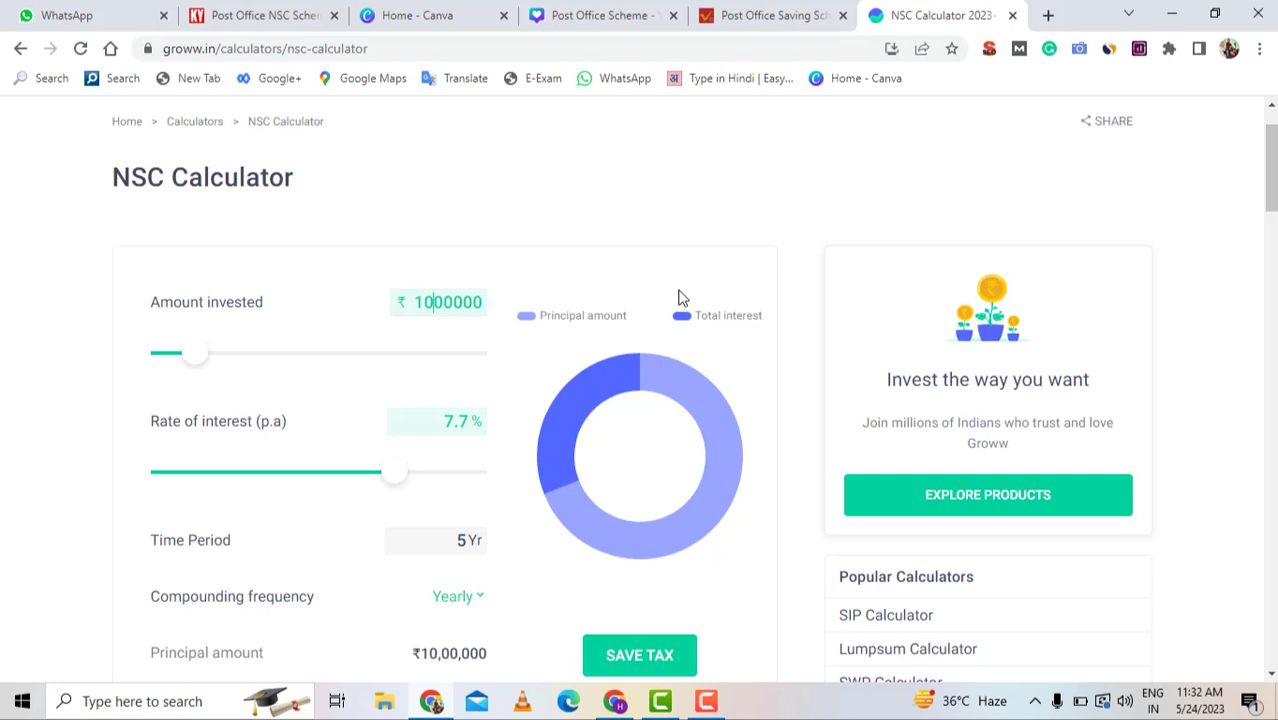 WhatsApp
Post Office NSC Schem
Home - Canva
Post Office Scheme -
Post Office Saving Sch
NSC Calculator 2023-
groww.in/calculators/nsc-calculator
Search
Search
New Tab
Google+
Google Maps
Translate
E-Exam
WhatsApp
Type in Hindi | Easy...
Home - Canva
Home > Calculators > NSC Calculator
SHARE
NSC Calculator
Amount invested
₹ 1000000
Principal amount
Total interest
Invest the way you want
Rate of interest (p.a)
7.7 %
Join millions of Indians who trust and love
Groww
EXPLORE PRODUCTS
Time Period
5 Yr
Popular Calculators
Compounding frequency
Yearly
SIP Calculator
Principal amount
₹10,00,000
SAVE TAX
Lumpsum Calculator
SWP Calculator
Type here to search
36°C Haze
ENG
IN
11:32 AM
5/24/2023